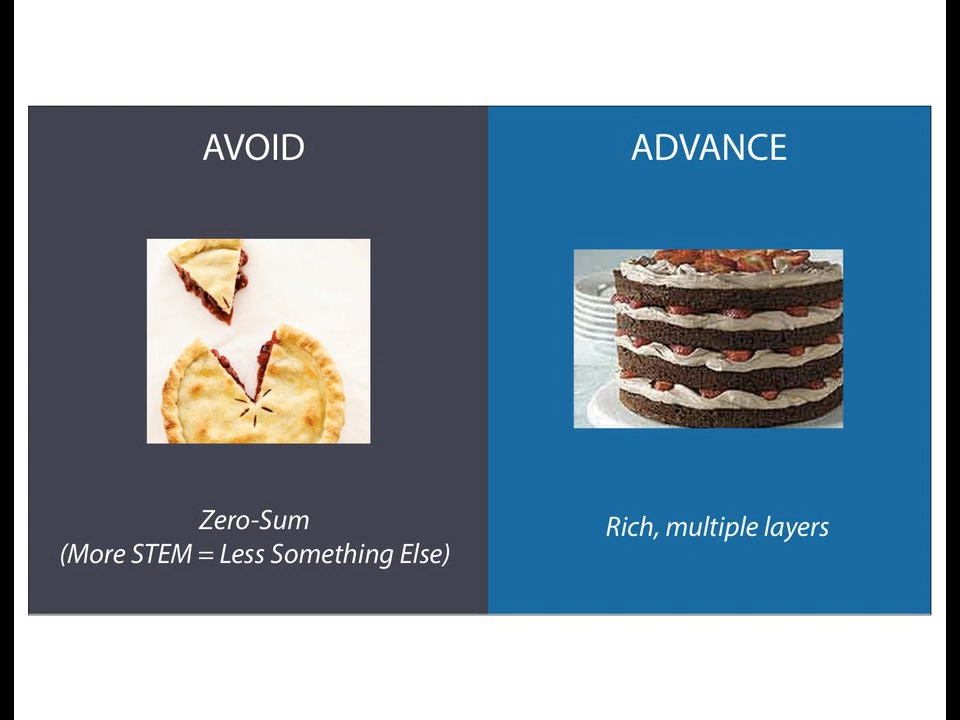 AVOID
ADVANCE
Zero-Sum
(More STEM = Less Something Else)
Rich, multiple layers